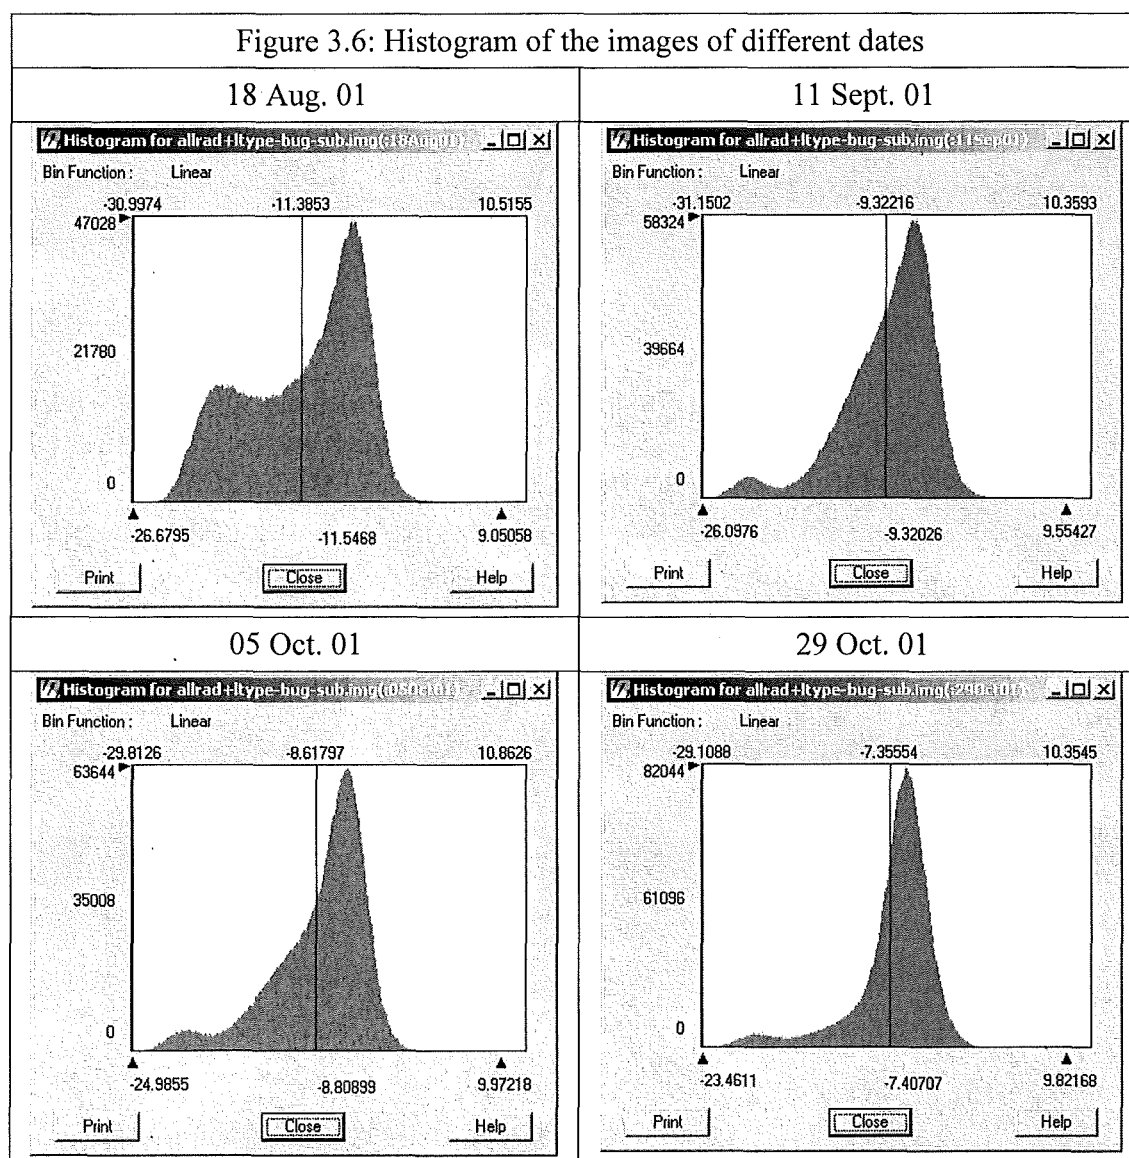 Figure 3.6: Histogram of the images of different dates
18 Aug. 01
11 Sept. 01
Histogram for allrad+ltype-bug-sub.img(:18Aug01)
Bin Function : Linear
-30.9974 -11.3853 10.5155
47028
21780
0
-26.6795 -11.5468 9.05058
Print Close Help
Histogram for allrad+ltype-bug-sub.img(:11Sep01)
Bin Function : Linear
-31.1502 -9.32216 10.3593
58324
39664
0
-26.0976 -9.32026 9.55427
Print Close Help
05 Oct. 01
29 Oct. 01
Histogram for allrad+ltype-bug-sub.img(:05Oct01)
Bin Function : Linear
-29.8126 -8.61797 10.8626
63644
35008
0
-24.9855 -8.80899 9.97218
Print Close Help
Histogram for allrad+ltype-bug-sub.img(:29Oct01)
Bin Function : Linear
-29.1088 -7.35554 10.3545
82044
61096
0
-23.4611 -7.40707 9.82168
Print Close Help